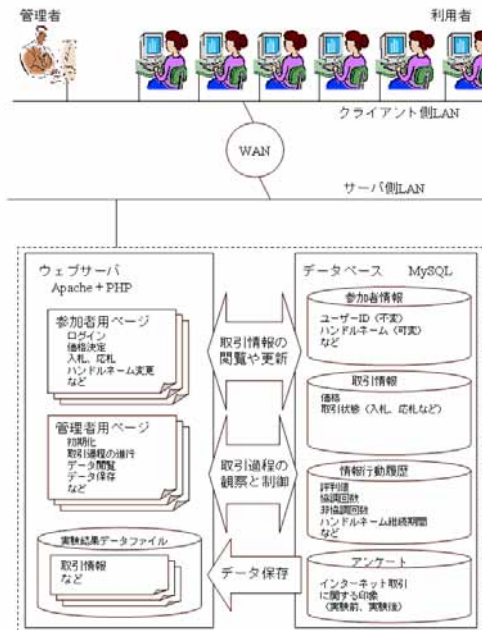 管理者
利用者
クライアント側LAN
WAN
サーバ側LAN
ウェブサーバ
Apache+PHP
参加者用ページ
ログイン
価格決定
入札、応札
ハンドルネーム変更
など
管理者用ページ
初期化
取引過程の進行
データ閲覧
データ保存
など
実験結果データファイル
取引情報
など
取引情報の
閲覧や更新
取引過程の
観察と制御
データ保存
データベース MySQL
参加者情報
ユーザーID(不変)
ハンドルネーム(可変)
など
取引情報
価格
取引状態(入札、応札など)
情報行動履歴
評判値
協調回数
非協調回数
ハンドルネーム継続期間
など
アンケート
インターネット取引
に関する印象
(実験前、実験後)